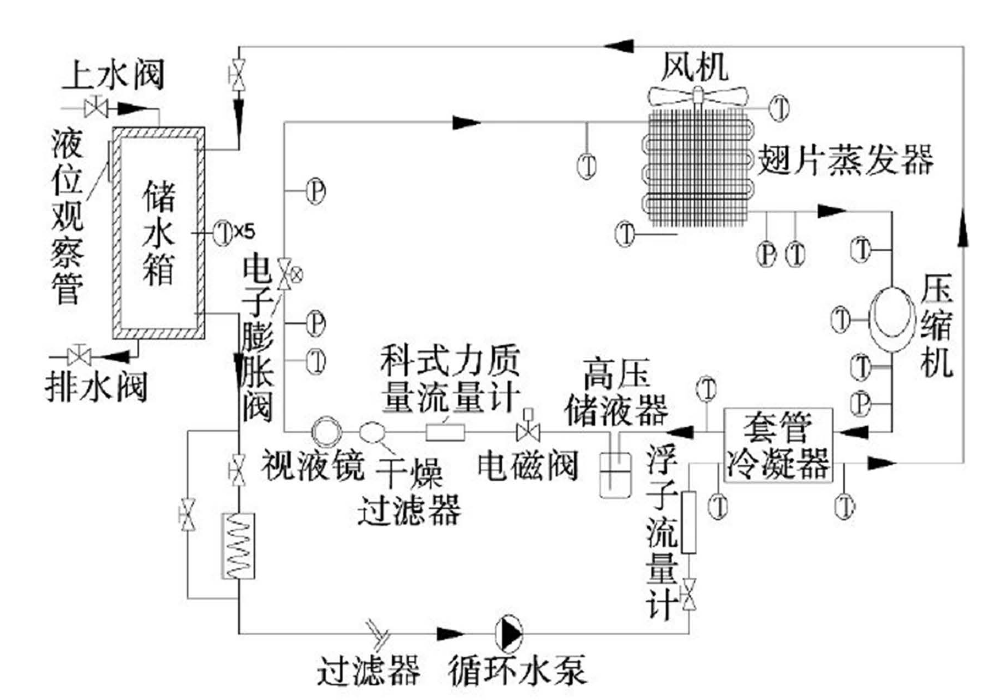 上水阀
液位观察管
储水箱
T
×5
排水阀
风机
T
翅片蒸发器
T
T
P
T
P
电子膨胀阀
P
T
T
T
压缩机
T
P
科式力质
量流量计
高压
储液器
T
套管
冷凝器
视液镜
干燥
过滤器
电磁阀
浮子流量计
T
T
过滤器
循环水泵